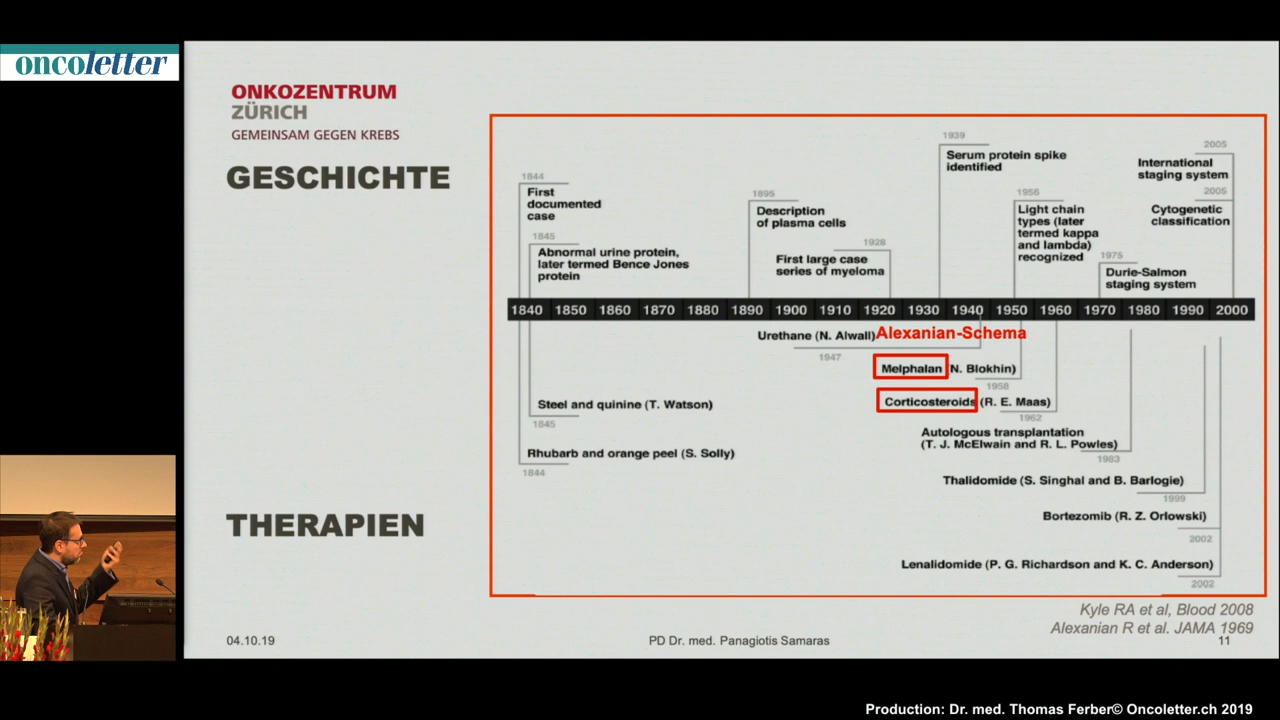 oncoletter
ONKOZENTRUM
ZÜRICH
GEMEINSAM GEGEN KREBS
GESCHICHTE
1844
First
documented
case
1845
Abnormal urine protein,
later termed Bence Jones
protein
1895
Description
of plasma cells
1928
First large case
series of myeloma
1939
Serum protein spike
identified
1956
Light chain
types (later
termed kappa
and lambda)
recognized
1975
Durie-Salmon
staging system
2005
International
staging system
2005
Cytogenetic
classification
1840 1850 1860 1870 1880 1890 1900 1910 1920 1930 1940 1950 1960 1970 1980 1990 2000
Urethane (N. Alwall)
1947
Alexanian-Schema
Melphalan (N. Blokhin)
1958
Corticosteroids (R. E. Maas)
1962
Steel and quinine (T. Watson)
1845
Autologous transplantation
(T. J. McElwain and R. L. Powles)
1983
Rhubarb and orange peel (S. Solly)
1844
Thalidomide (S. Singhal and B. Barlogie)
1999
Bortezomib (R. Z. Orlowski)
2002
Lenalidomide (P. G. Richardson and K. C. Anderson)
2002
THERAPIEN
Kyle RA et al, Blood 2008
Alexanian R et al. JAMA 1969
04.10.19
PD Dr. med. Panagiotis Samaras
11
Production: Dr. med. Thomas Ferber© Oncoletter.ch 2019